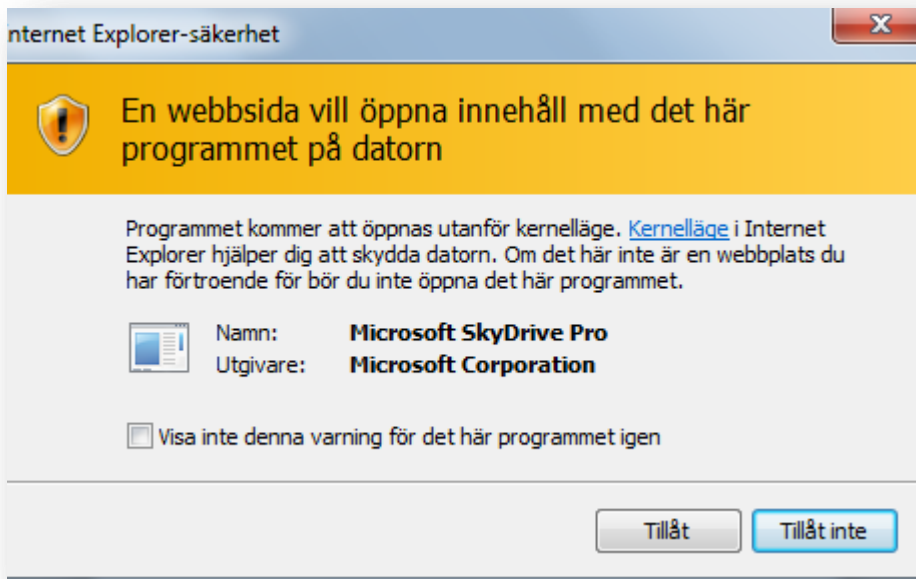 nternet Explorer-säkerhet
En webbsida vill öppna innehåll med det här
programmet på datorn
Programmet kommer att öppnas utanför kernelläge. Kernelläge i Internet
Explorer hjälper dig att skydda datorn. Om det här inte är en webbplats du
har förtroende för bör du inte öppna det här programmet.
Namn: Microsoft SkyDrive Pro
Utgivare: Microsoft Corporation
Visa inte denna varning för det här programmet igen
Tillåt Tillåt inte